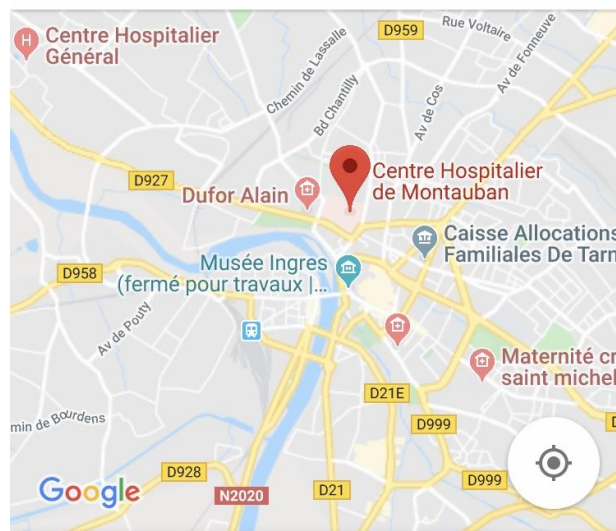 Centre Hospitalier
Général
D959
Rue Voltaire
Av de Fonneuve
Chemin de Lassalle
Bd Chantilly
Av de Cos
D927
Dufor Alain
Centre Hospitalier
de Montauban
Caisse Allocations
Familiales De Tarn
Musée Ingres
(fermé pour travaux |...
D958
Av de Pouty
Maternité cr
saint michel
D21E
D999
min de Bourdens
D928
N2020
D21
D999
D
Google
H